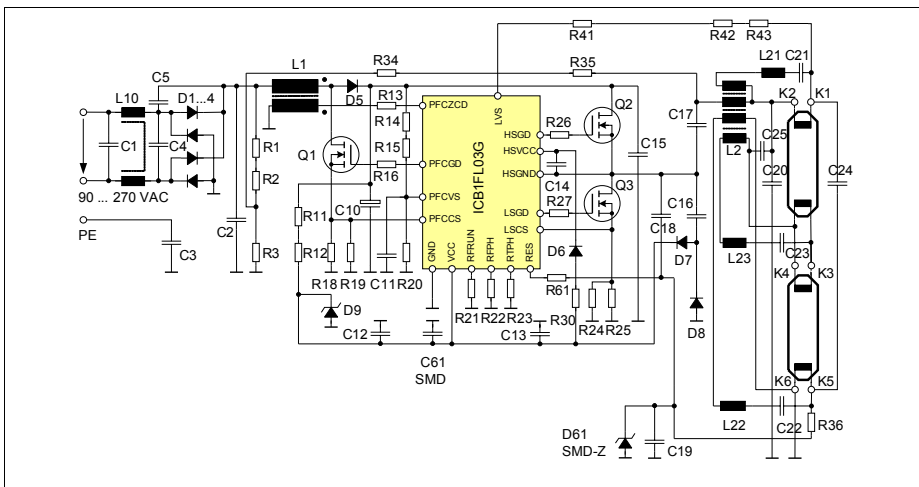 R41
R42
R43
R34
R35
L21
C21
L1
C5
L10
D1...4
D5
R13
PFCZCD
LVS
R14
R26
HSGD
Q2
C17
K2
K1
C1
C4
R1
R15
Q1
ICB1FL03G
HSVCC
C15
L2
C25
C20
C24
R2
PFCGD
R16
HSGND
C14
Q3
R27
LSGD
C16
90 ... 270 VAC
PFCVS
C18
R11
C10
PFCCS
LSCS
D7
L23
C23
PE
C2
R12
GND
VCC
RFRUN
RFPH
RTPH
RES
D6
K4
K3
C3
R3
R18
R19
C11
R20
R61
D9
R21
R22
R23
R30
R24
R25
D8
C12
C61
SMD
C13
K6
K5
L22
C22
R36
D61
SMD-Z
C19